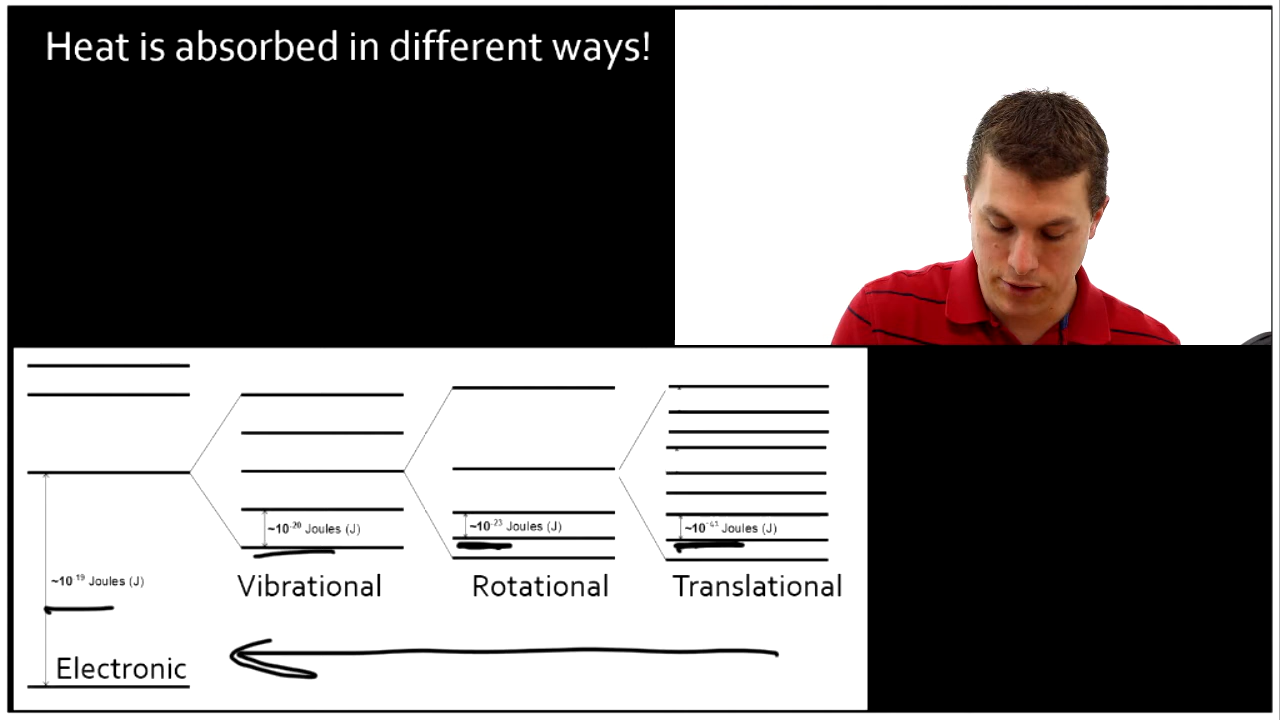 Heat is absorbed in different ways!
~10⁻²⁰ Joules (J)
~10⁻²³ Joules (J)
~10⁻⁴¹ Joules (J)
~10 ¹⁹ Joules (J)
Vibrational
Rotational
Translational
Electronic